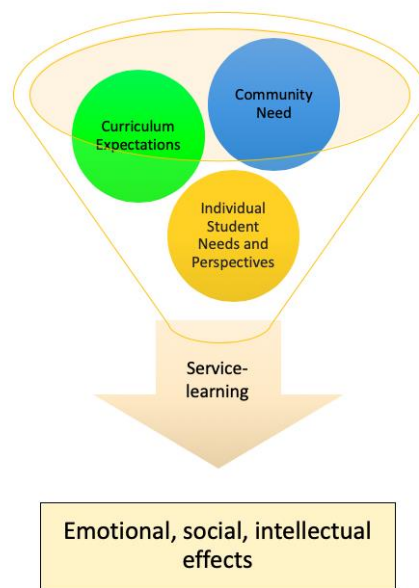 Community
Need
Curriculum
Expectations
Individual
Student
Needs and
Perspectives
Service-
learning
Emotional, social, intellectual
effects